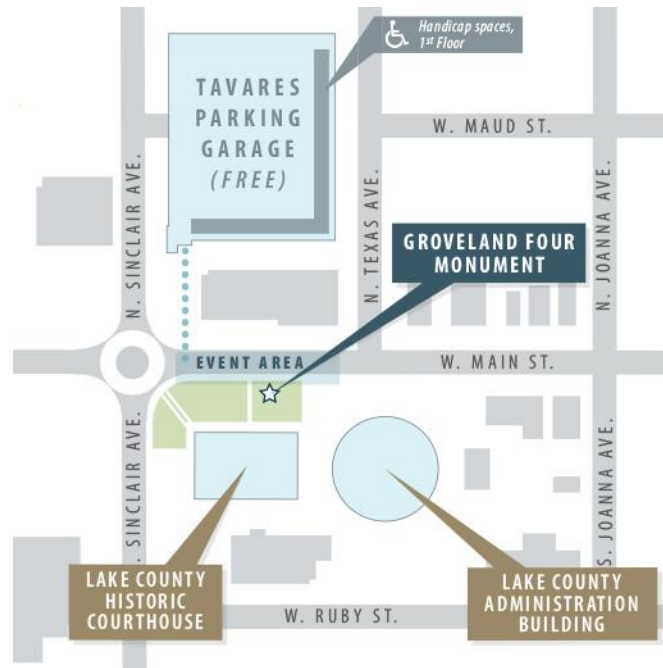 Handicap spaces,
1st Floor
TAVARES
PARKING
GARAGE
(FREE)
W. MAUD ST.
N. SINCLAIR AVE.
N. TEXAS AVE.
N. JOANNA AVE.
GROVELAND FOUR
MONUMENT
EVENT AREA
W. MAIN ST.
. SINCLAIR AVE.
S. JOANNA AVE.
LAKE COUNTY
HISTORIC
COURTHOUSE
LAKE COUNTY
ADMINISTRATION
BUILDING
W. RUBY ST.